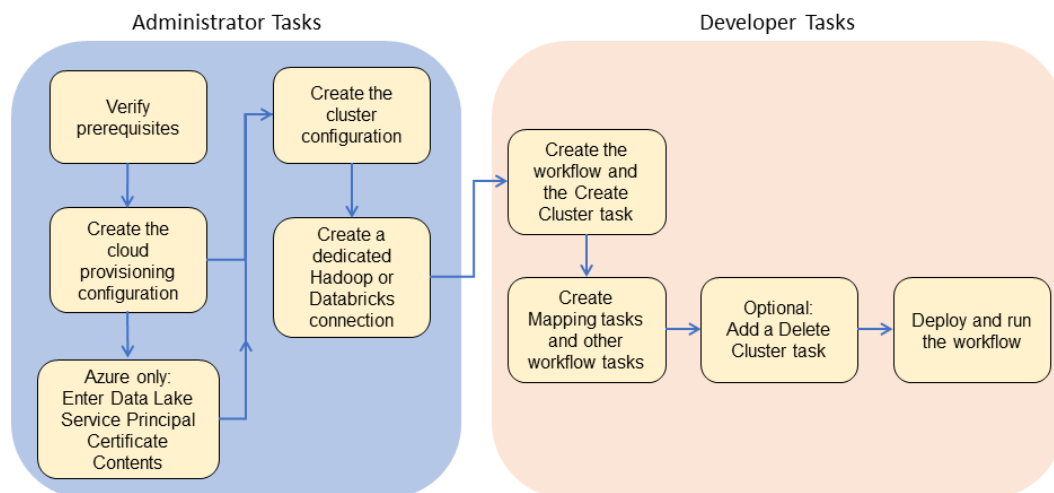 Administrator Tasks
Developer Tasks
Verify
prerequisites
Create the
cloud
provisioning
configuration
Azure only:
Enter Data Lake
Service Principal
Certificate
Contents
Create the
cluster
configuration
Create a
dedicated
Hadoop or
Databricks
connection
Create the
workflow and
the Create
Cluster task
Create
Mapping tasks
and other
workflow tasks
Optional:
Add a Delete
Cluster task
Deploy and run
the workflow